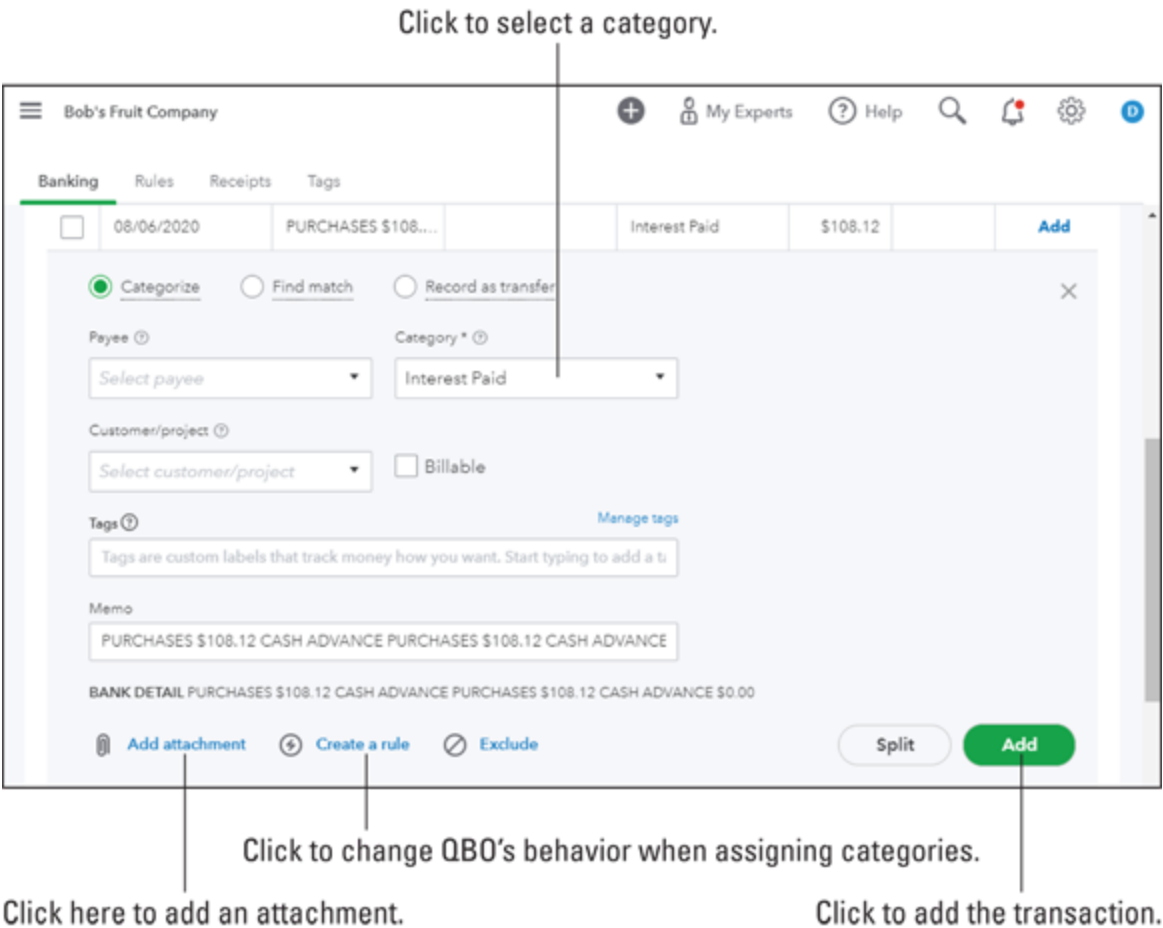 Click to select a category.
Bob's Fruit Company My Experts Help D
Banking Rules Receipts Tags
08/06/2020 PURCHASES $108.... Interest Paid $108.12 Add
Categorize Find match Record as transfer
Payee Category *
Select payee Interest Paid
Customer/project
Select customer/project Billable
Tags Manage tags
Tags are custom labels that track money how you want. Start typing to add a ta
Memo
PURCHASES $108.12 CASH ADVANCE PURCHASES $108.12 CASH ADVANCE
BANK DETAIL PURCHASES $108.12 CASH ADVANCE PURCHASES $108.12 CASH ADVANCE $0.00
Add attachment Create a rule Exclude Split Add
Click to change QBO's behavior when assigning categories.
Click here to add an attachment. Click to add the transaction.